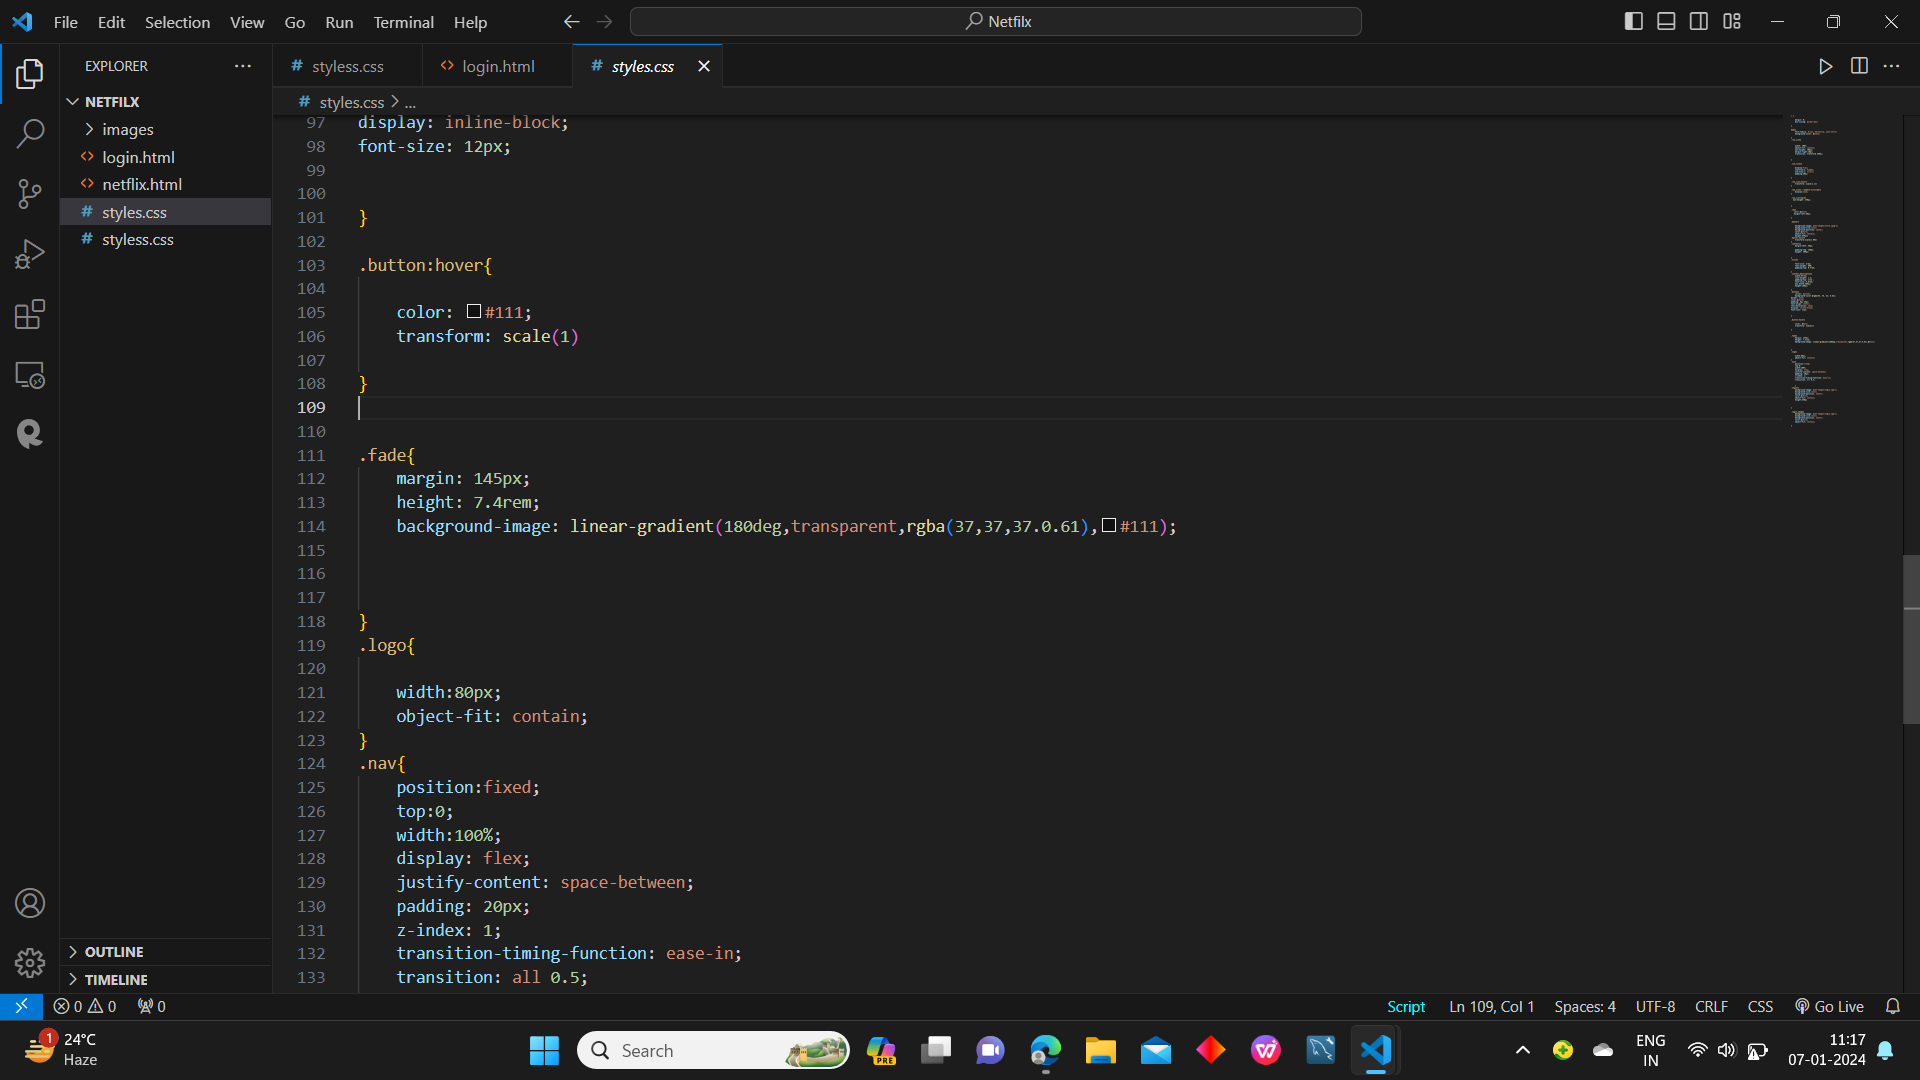 File Edit Selection View Go Run Terminal Help
Netfilx
EXPLORER
# styless.css
<> login.html
# styles.css
NETFILX
images
<> login.html
<> netflix.html
# styles.css
# styless.css
# styles.css > ...
97 display: inline-block;
98 font-size: 12px;
99
100
101 }
102
103 .button:hover{
104
105 color: #111;
106 transform: scale(1)
107
108 }
109
110
111 .fade{
112 margin: 145px;
113 height: 7.4rem;
114 background-image: linear-gradient(180deg,transparent,rgba(37,37,37.0.61),#111);
115
116
117
118 }
119 .logo{
120
121 width:80px;
122 object-fit: contain;
123 }
124 .nav{
125 position:fixed;
126 top:0;
127 width:100%;
128 display: flex;
129 justify-content: space-between;
130 padding: 20px;
131 z-index: 1;
132 transition-timing-function: ease-in;
133 transition: all 0.5;
OUTLINE
TIMELINE
0 0 0
Script Ln 109, Col 1 Spaces: 4 UTF-8 CRLF CSS Go Live
1
24°C
Haze
Search
PRE
ENG
IN
11:17
07-01-2024